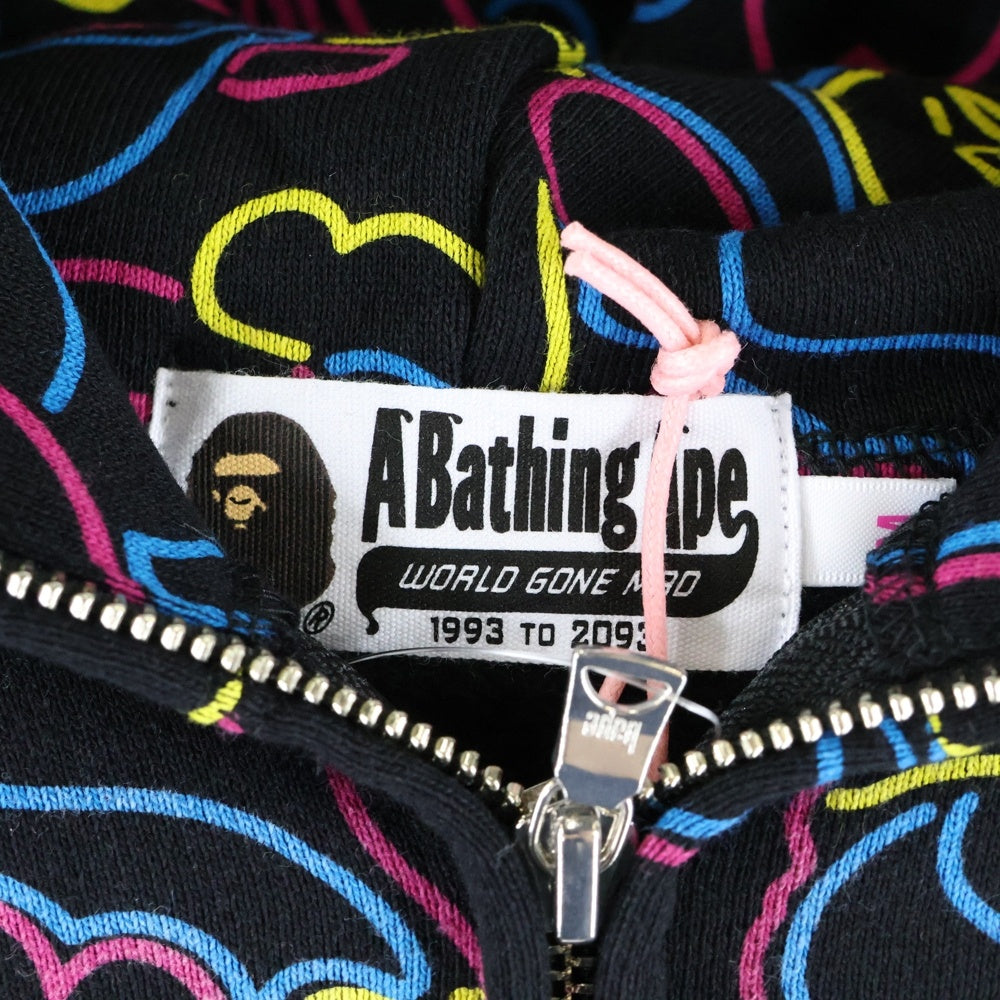 A Bathing Ape
WORLD GONE MAD
®
1993 TO 2093
bape